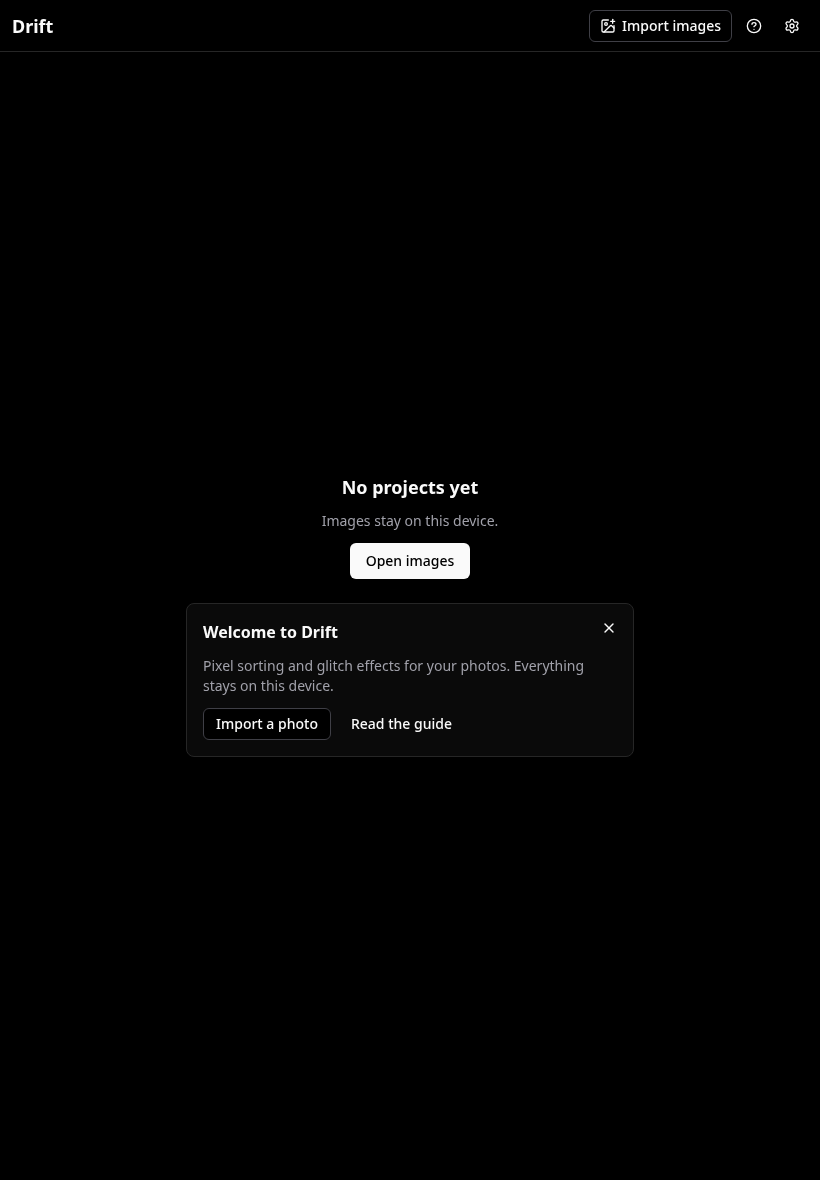 Drift
Import images
No projects yet
Images stay on this device.
Open images
Welcome to Drift
Pixel sorting and glitch effects for your photos. Everything
stays on this device.
Import a photo
Read the guide